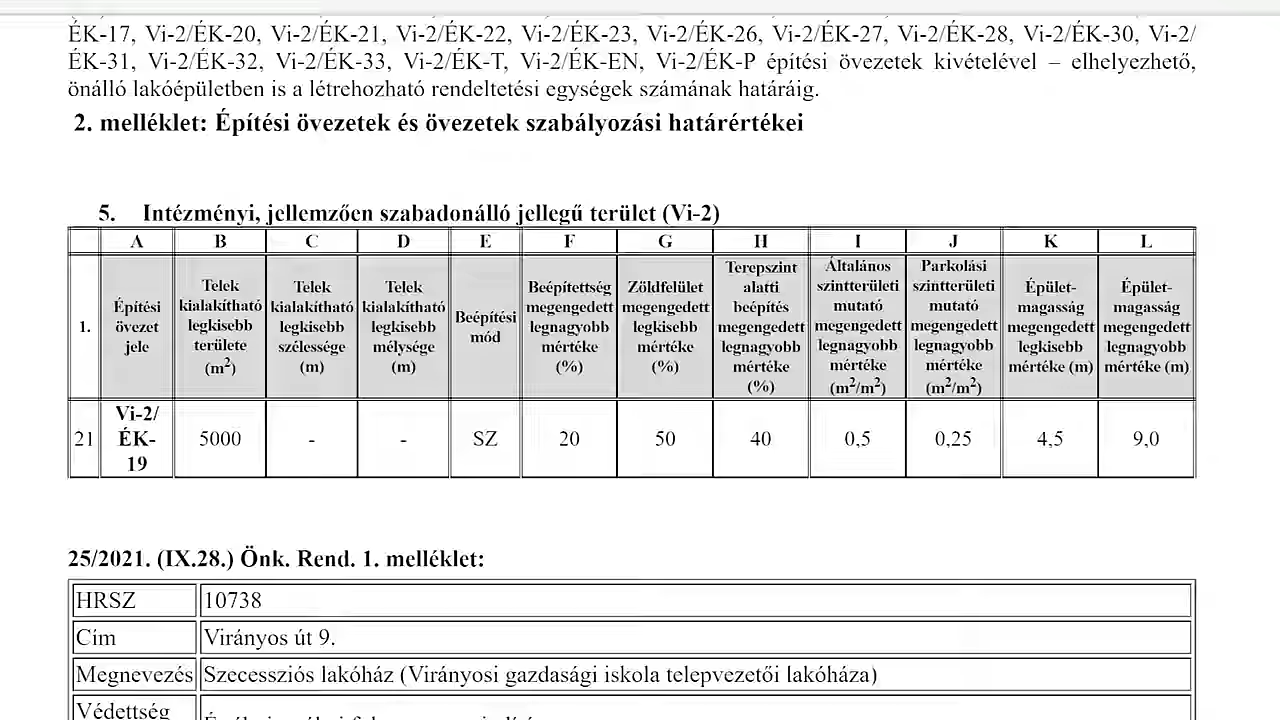 ÉK-17, Vi-2/ÉK-20, Vi-2/ÉK-21, Vi-2/ÉK-22, Vi-2/ÉK-23, Vi-2/ÉK-26, Vi-2/ÉK-27, Vi-2/ÉK-28, Vi-2/ÉK-30, Vi-2/
ÉK-31, Vi-2/ÉK-32, Vi-2/ÉK-33, Vi-2/ÉK-T, Vi-2/ÉK-EN, Vi-2/ÉK-P építési övezetek kivételével – elhelyezhető,
önálló lakóépületben is a létrehozható rendeltetési egységek számának határáig.
2. melléklet: Építési övezetek és övezetek szabályozási határértékei
5. Intézményi, jellemzően szabadonálló jellegű terület (Vi-2)
A B C D E F G H I J K L
1.
Építési
övezet
jele
Telek
kialakítható
legkisebb
területe
(m²)
Telek
kialakítható
legkisebb
szélessége
(m)
Telek
kialakítható
legkisebb
mélysége
(m)
Beépítési
mód
Beépítettség
megengedett
legnagyobb
mértéke
(%)
Zöldfelület
megengedett
legkisebb
mértéke
(%)
Terepszint
alatti
beépítés
megengedett
legnagyobb
mértéke
(%)
Általános
szintterületi
mutató
megengedett
legnagyobb
mértéke
(m²/m²)
Parkolási
szintterületi
mutató
megengedett
legnagyobb
mértéke
(m²/m²)
Épület-
magasság
megengedett
legkisebb
mértéke (m)
Épület-
magasság
megengedett
legnagyobb
mértéke (m)
21
Vi-2/
ÉK-
19
5000 - - SZ 20 50 40 0,5 0,25 4,5 9,0
25/2021. (IX.28.) Önk. Rend. 1. melléklet:
HRSZ 10738
Cím Virányos út 9.
Megnevezés Szecessziós lakóház (Virányosi gazdasági iskola telepvezetői lakóháza)
Védettség